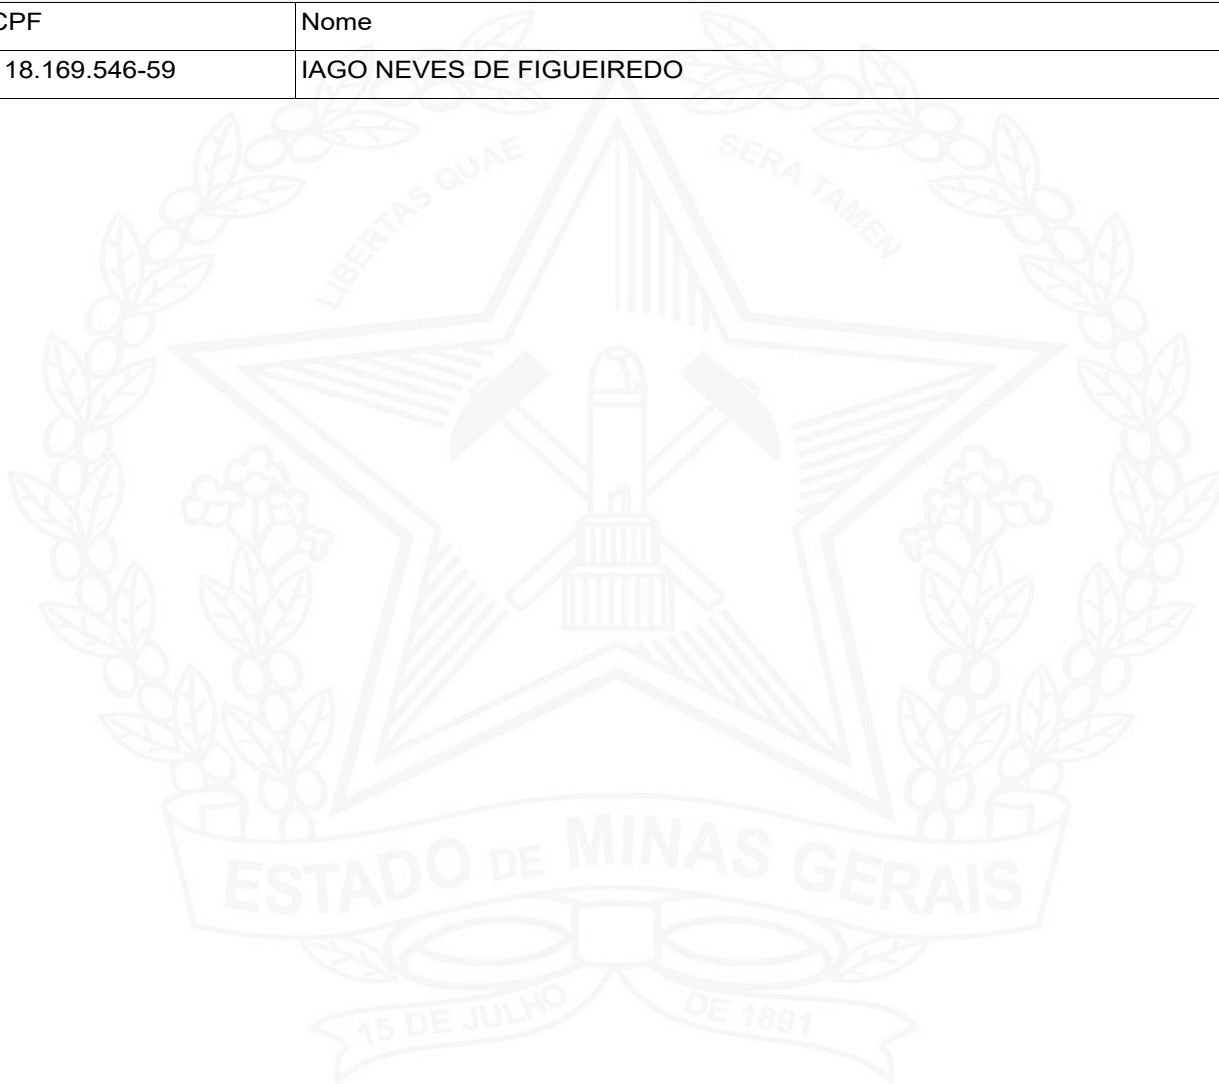 CPF Nome
18.169.546-59 IAGO NEVES DE FIGUEIREDO
LIBERTAS QUAE SERA TAMEN
ESTADO DE MINAS GERAIS
15 DE JULHO DE 1891